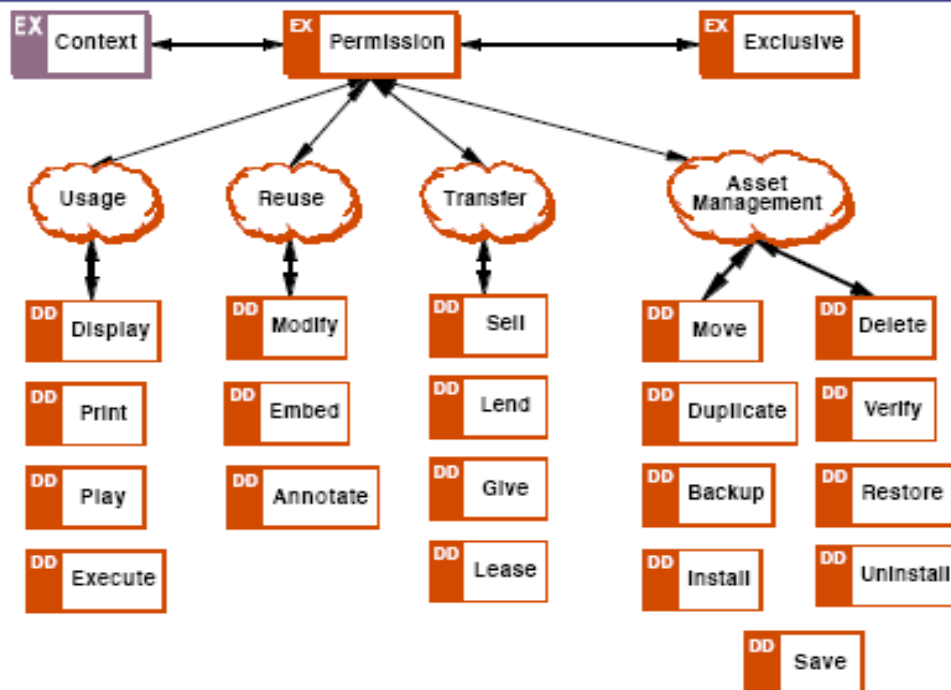 EX Context
EX Permission
EX Exclusive
Usage
Reuse
Transfer
Asset
Management
DD Display
DD Modify
DD Sell
DD Move
DD Delete
DD Print
DD Embed
DD Lend
DD Duplicate
DD Verify
DD Play
DD Annotate
DD Give
DD Backup
DD Restore
DD Execute
DD Lease
DD Install
DD Uninstall
DD Save